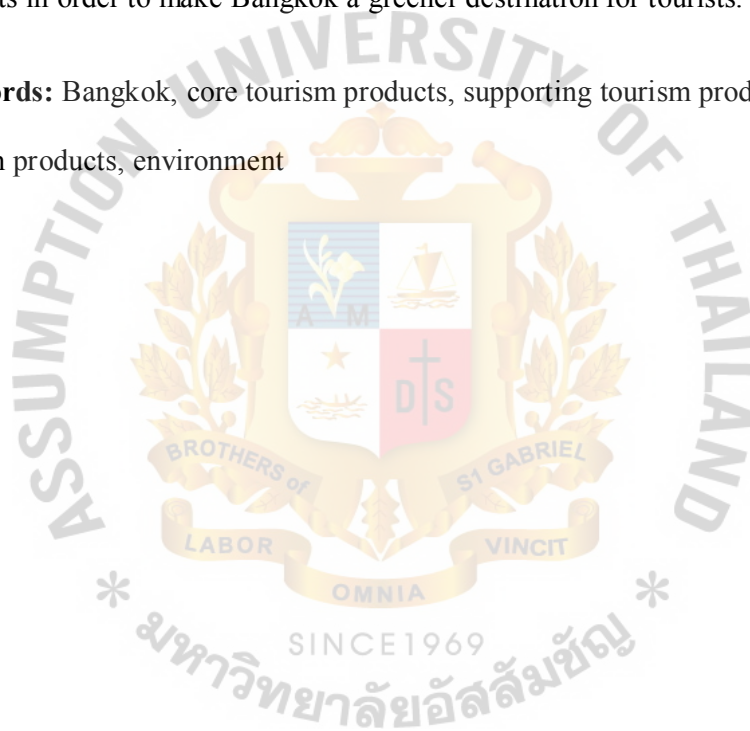 ts in order to make Bangkok a greener destination for tourists.
ords: Bangkok, core tourism products, supporting tourism prod
n products, environment
ASSUMPTION UNIVERSITY OF THAILAND
A M
D S
BROTHERS of
S1 GABRIEL
LABOR
VINCIT
OMNIA
* SINCE1969 *
มหาวิทยาลัยอัสสัมชัญ